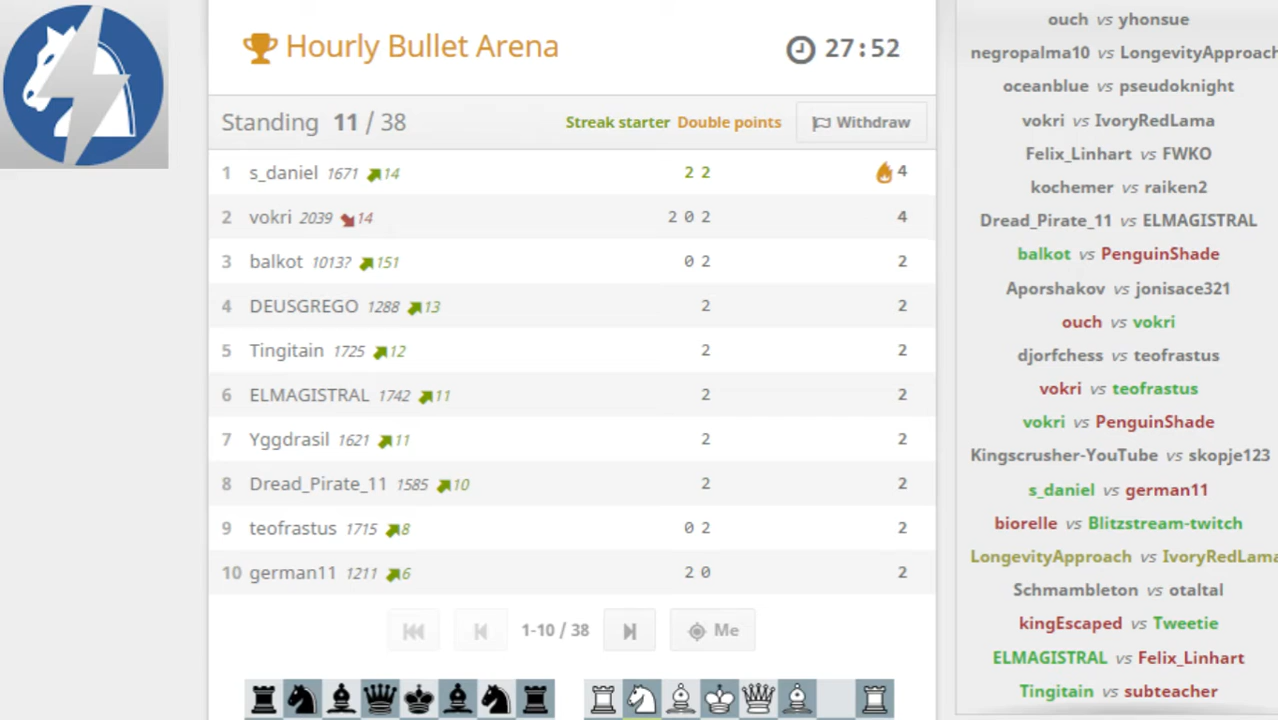 Hourly Bullet Arena
27:52
Standing 11 / 38
Streak starter Double points
Withdraw
1 s_daniel 1671 14 2 2 4
2 vokri 2039 14 2 0 2 4
3 balkot 1013? 151 0 2 2
4 DEUSGREGO 1288 13 2 2
5 Tingitain 1725 12 2 2
6 ELMAGISTRAL 1742 11 2 2
7 Yggdrasil 1621 11 2 2
8 Dread_Pirate_11 1585 10 2 2
9 teofrastus 1715 8 0 2 2
10 german11 1211 6 2 0 2
1-10 / 38
Me
ouch vs yhonsue
negropalma10 vs LongevityApproach
oceanblue vs pseudoknight
vokri vs IvoryRedLama
Felix_Linhart vs FWKO
kochemer vs raiken2
Dread_Pirate_11 vs ELMAGISTRAL
balkot vs PenguinShade
Aporshakov vs jonisace321
ouch vs vokri
djorfchess vs teofrastus
vokri vs teofrastus
vokri vs PenguinShade
Kingscrusher-YouTube vs skopje123
s_daniel vs german11
biorelle vs Blitzstream-twitch
LongevityApproach vs IvoryRedLama
Schmambleton vs otaltal
kingEscaped vs Tweetie
ELMAGISTRAL vs Felix_Linhart
Tingitain vs subteacher